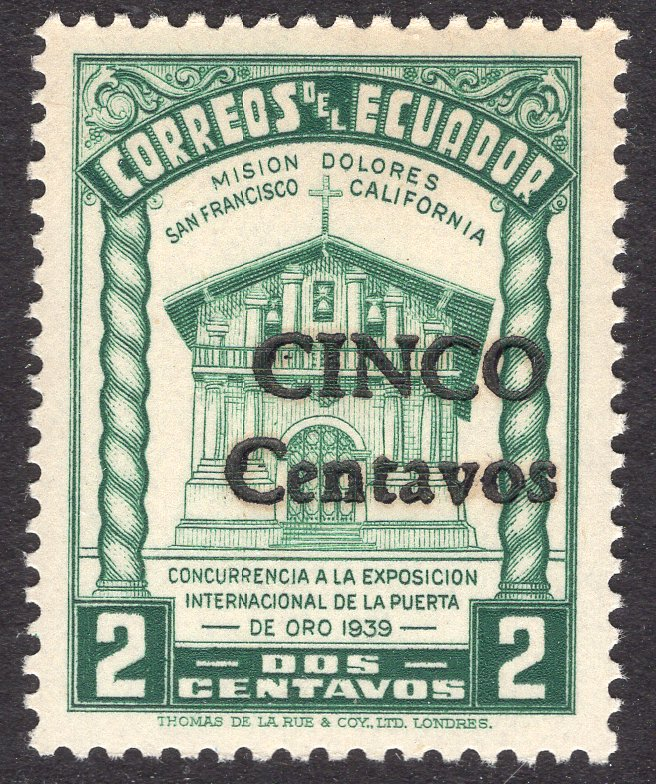 CORREOS DEL ECUADOR
MISION DOLORES
SAN FRANCISCO CALIFORNIA
CINCO
Centavos
CONCURRENCIA A LA EXPOSICION
INTERNACIONAL DE LA PUERTA
— DE ORO 1939 —
2 — DOS — 2
CENTAVOS
THOMAS DE LA RUE & COY., LTD. LONDRES.